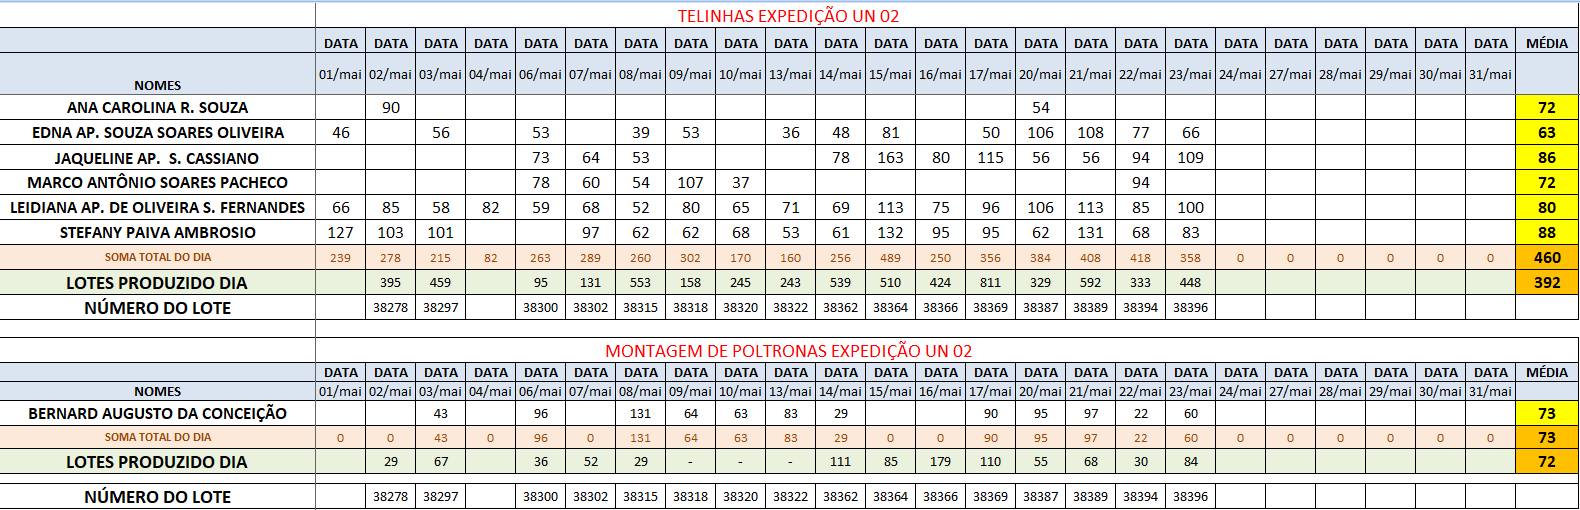 TELINHAS EXPEDIÇÃO UN 02
DATA DATA DATA DATA DATA DATA DATA DATA DATA DATA DATA DATA DATA DATA DATA DATA DATA DATA DATA DATA DATA DATA DATA DATA MÉDIA
NOMES 01/mai 02/mai 03/mai 04/mai 06/mai 07/mai 08/mai 09/mai 10/mai 13/mai 14/mai 15/mai 16/mai 17/mai 20/mai 21/mai 22/mai 23/mai 24/mai 27/mai 28/mai 29/mai 30/mai 31/mai
ANA CAROLINA R. SOUZA 90 54 72
EDNA AP. SOUZA SOARES OLIVEIRA 46 56 53 39 53 36 48 81 50 106 108 77 66 63
JAQUELINE AP. S. CASSIANO 73 64 53 78 163 80 115 56 56 94 109 86
MARCO ANTÔNIO SOARES PACHECO 78 60 54 107 37 94 72
LEIDIANA AP. DE OLIVEIRA S. FERNANDES 66 85 58 82 59 68 52 80 65 71 69 113 75 96 106 113 85 100 80
STEFANY PAIVA AMBROSIO 127 103 101 97 62 62 68 53 61 132 95 95 62 131 68 83 88
SOMA TOTAL DO DIA 239 278 215 82 263 289 260 302 170 160 256 489 250 356 384 408 418 358 0 0 0 0 0 0 460
LOTES PRODUZIDO DIA 395 459 95 131 553 158 245 243 539 510 424 811 329 592 333 448 392
NÚMERO DO LOTE 38278 38297 38300 38302 38315 38318 38320 38322 38362 38364 38366 38369 38387 38389 38394 38396
MONTAGEM DE POLTRONAS EXPEDIÇÃO UN 02
DATA DATA DATA DATA DATA DATA DATA DATA DATA DATA DATA DATA DATA DATA DATA DATA DATA DATA DATA DATA DATA DATA DATA DATA MÉDIA
NOMES 01/mai 02/mai 03/mai 04/mai 06/mai 07/mai 08/mai 09/mai 10/mai 13/mai 14/mai 15/mai 16/mai 17/mai 20/mai 21/mai 22/mai 23/mai 24/mai 27/mai 28/mai 29/mai 30/mai 31/mai
BERNARD AUGUSTO DA CONCEIÇÃO 43 96 131 64 63 83 29 90 95 97 22 60 73
SOMA TOTAL DO DIA 0 0 43 0 96 0 131 64 63 83 29 0 0 90 95 97 22 60 0 0 0 0 0 0 73
LOTES PRODUZIDO DIA 29 67 36 52 29 - - - 111 85 179 110 55 68 30 84 72
NÚMERO DO LOTE 38278 38297 38300 38302 38315 38318 38320 38322 38362 38364 38366 38369 38387 38389 38394 38396